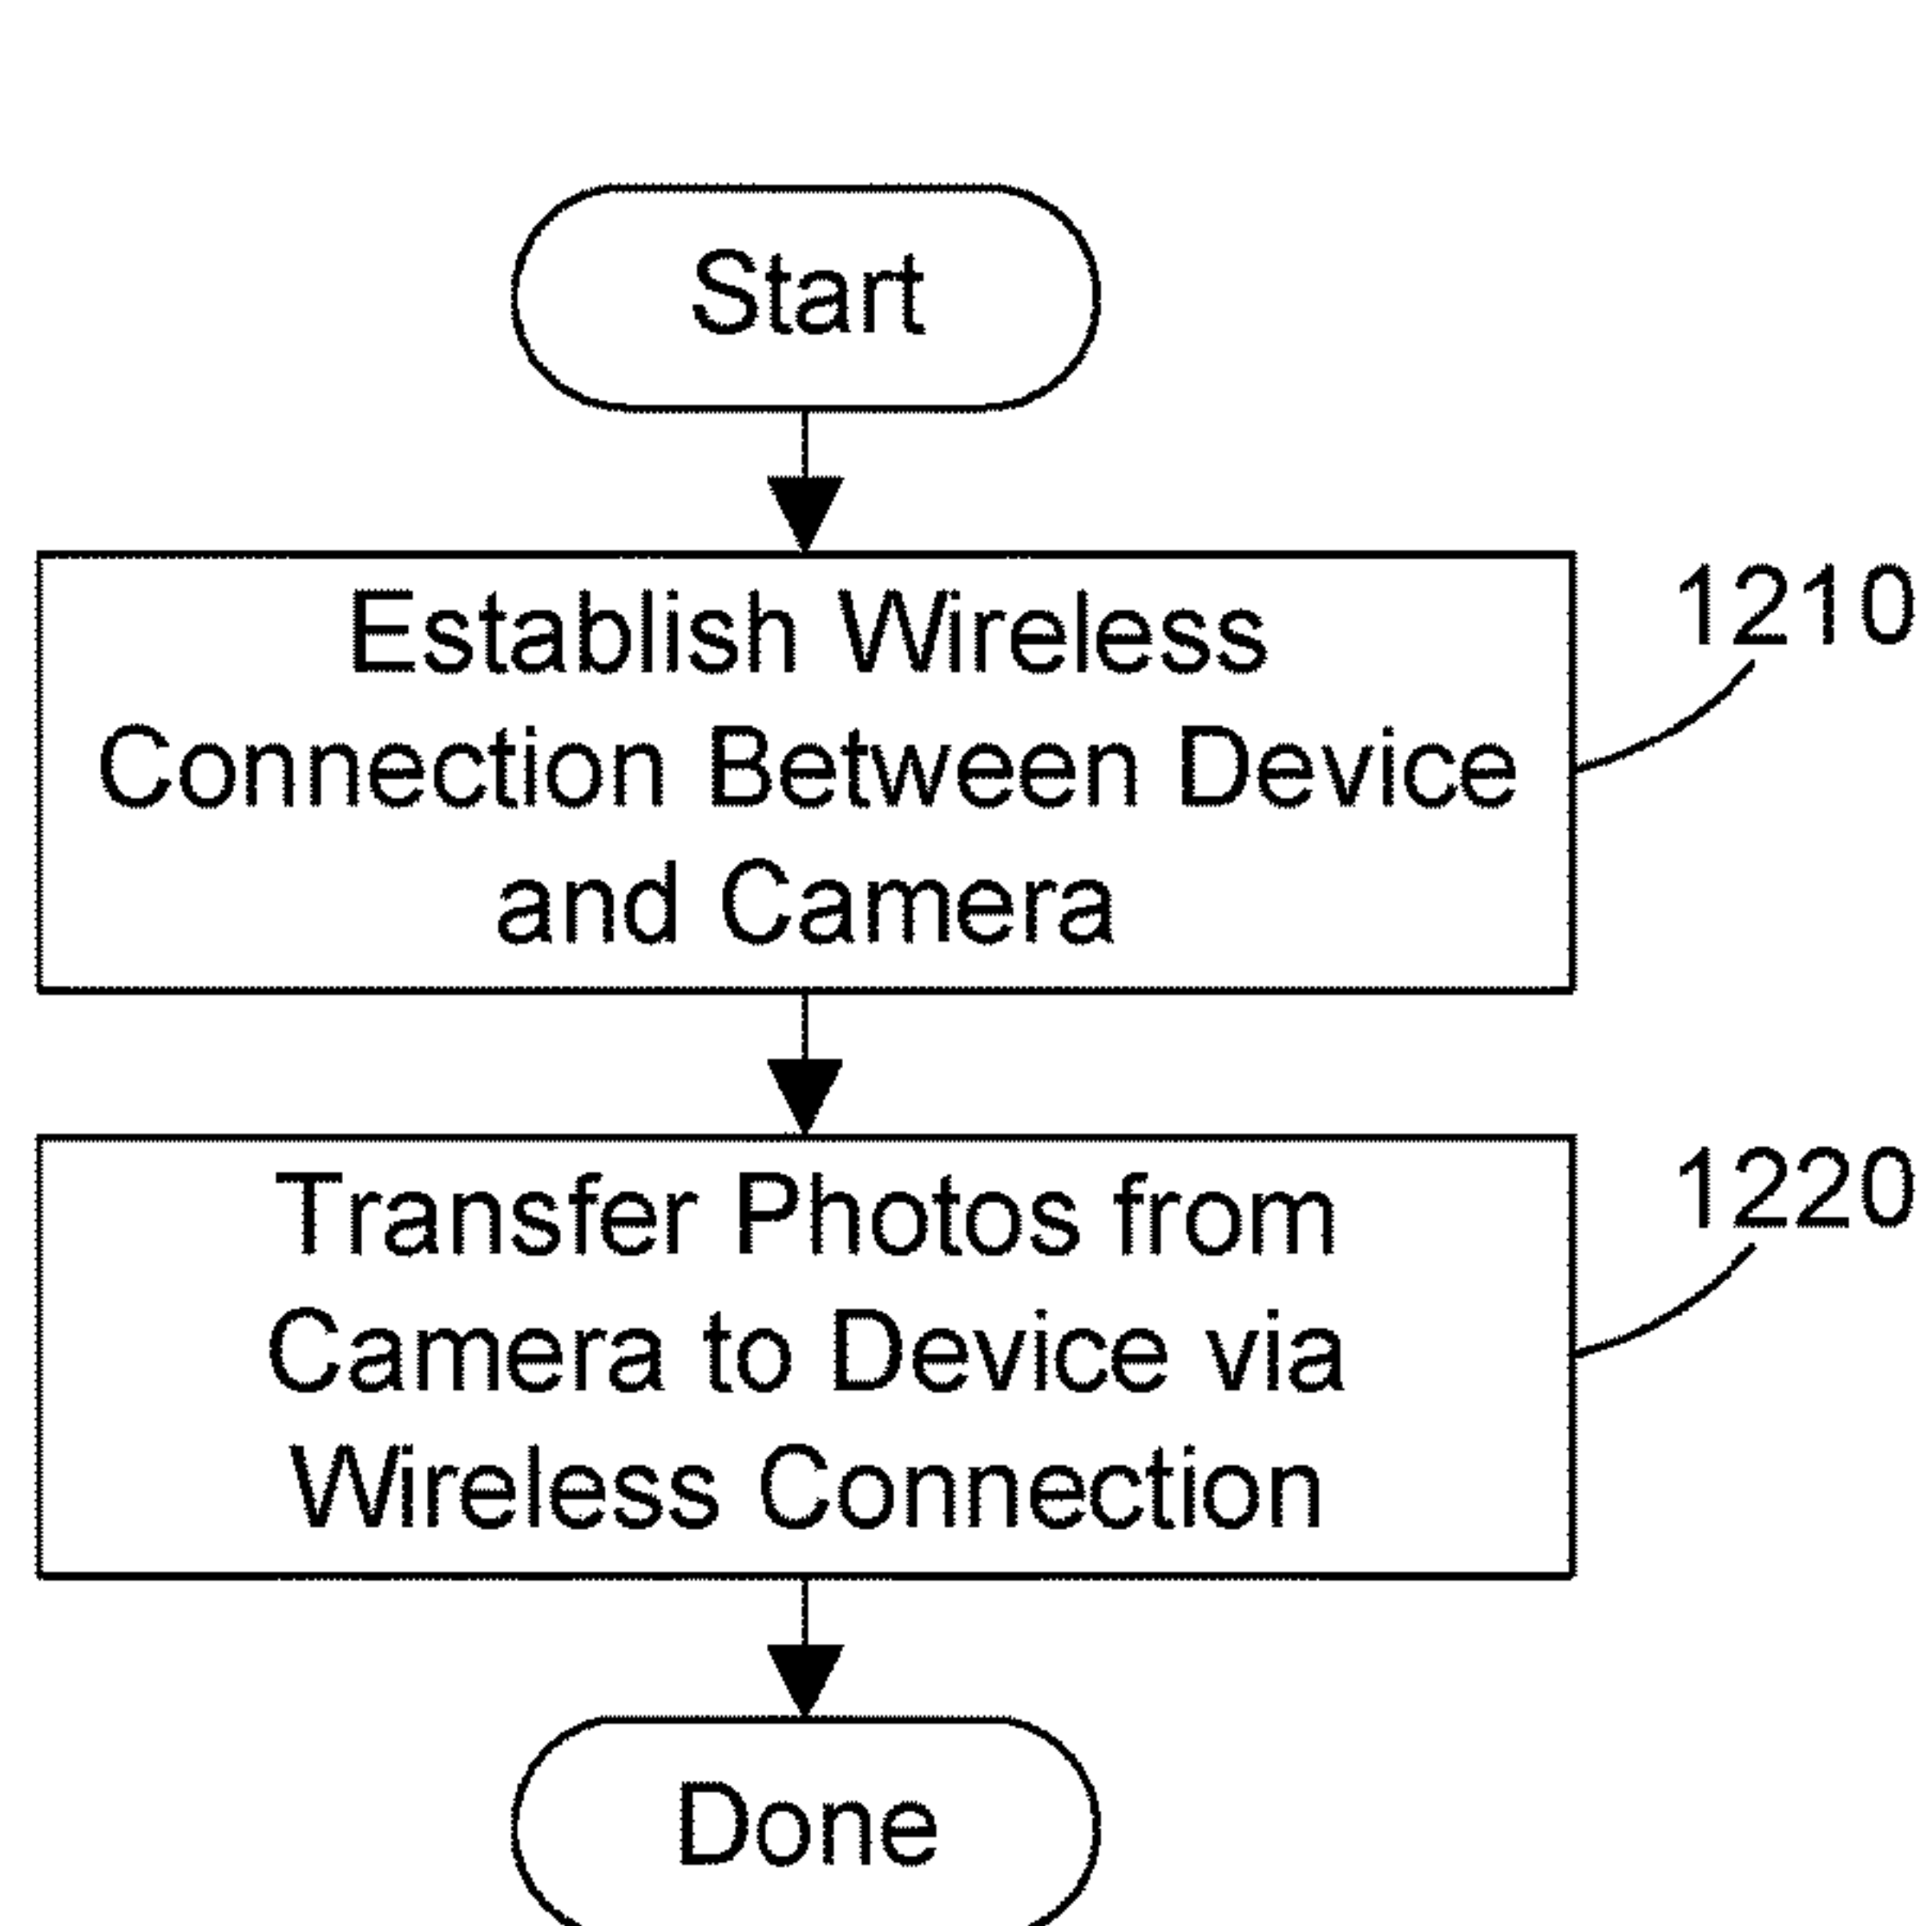 Start
Establish Wireless
Connection Between Device
and Camera
1210
Transfer Photos from
Camera to Device via
Wireless Connection
1220
Done